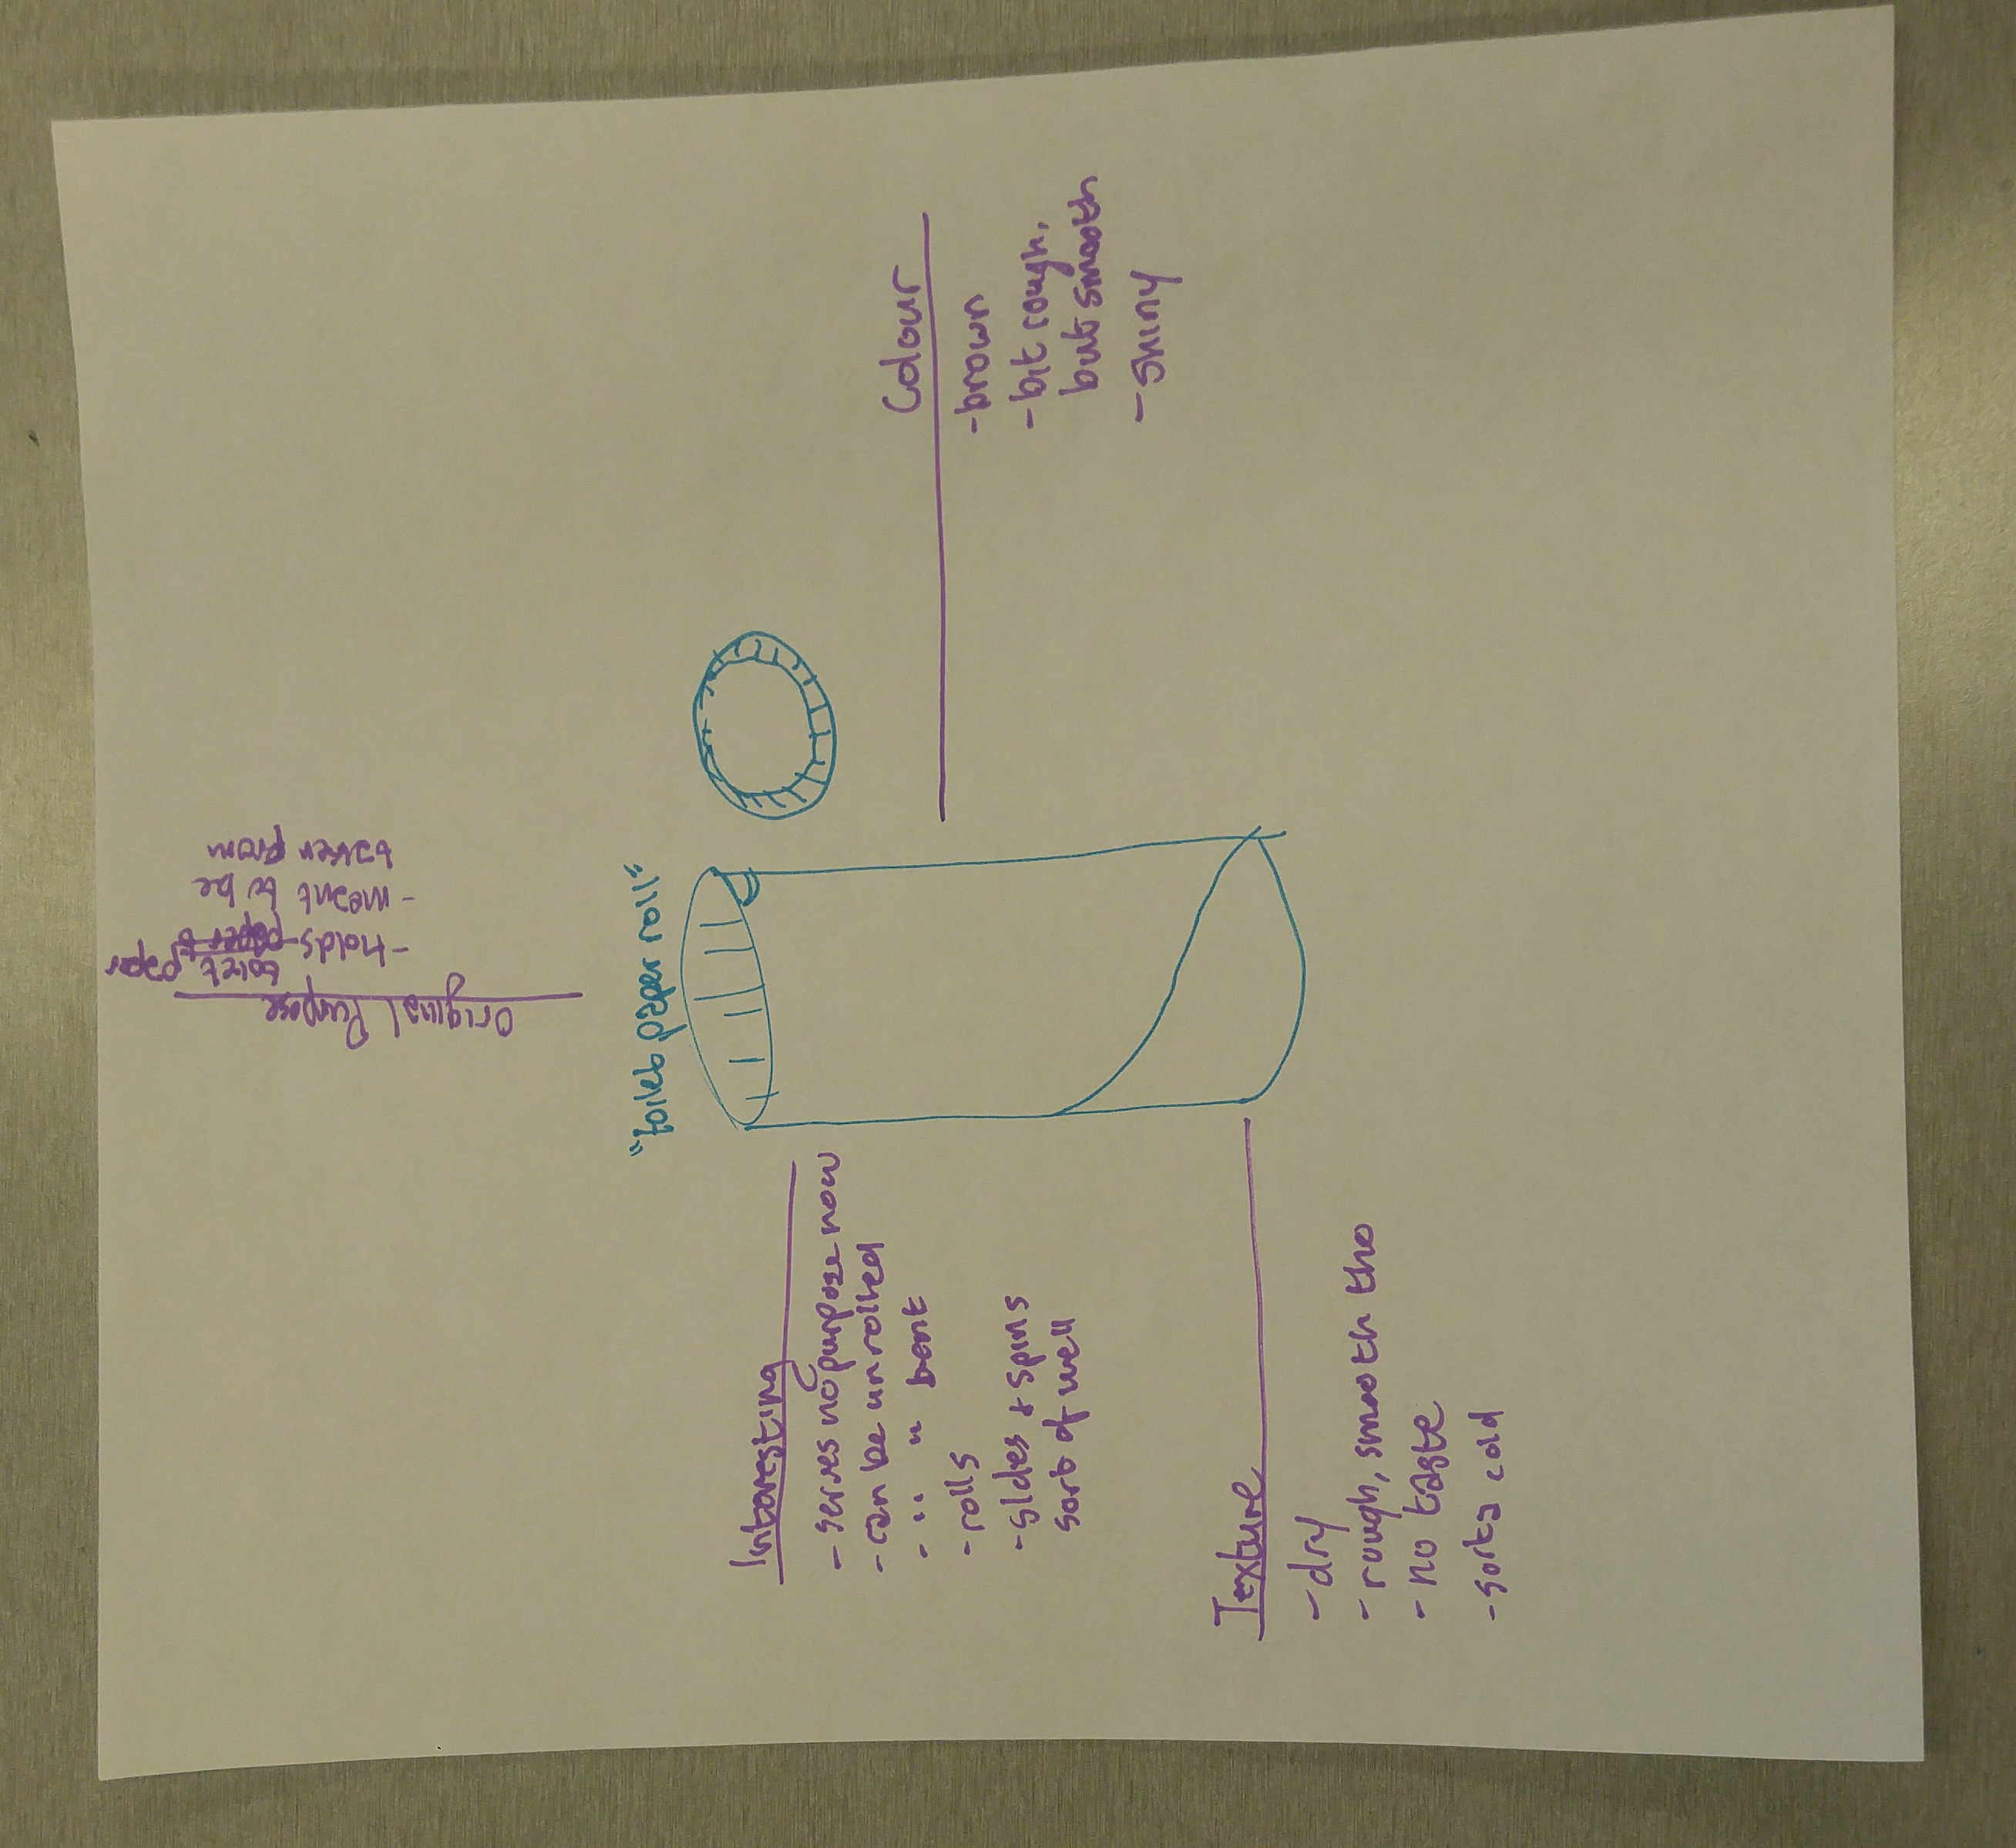 Original Purpose
toilet paper
- holds
- meant to be
taken from
"toilet paper roll"
Interesting
- serves no purpose now
- can be unrolled
- " " bent
- rolls
- slides & spins
sort of well
Colour
- brown
- bit rough,
but smooth
- shiny
Texture
- dry
- rough, smooth tho
- no taste
- sorta cold